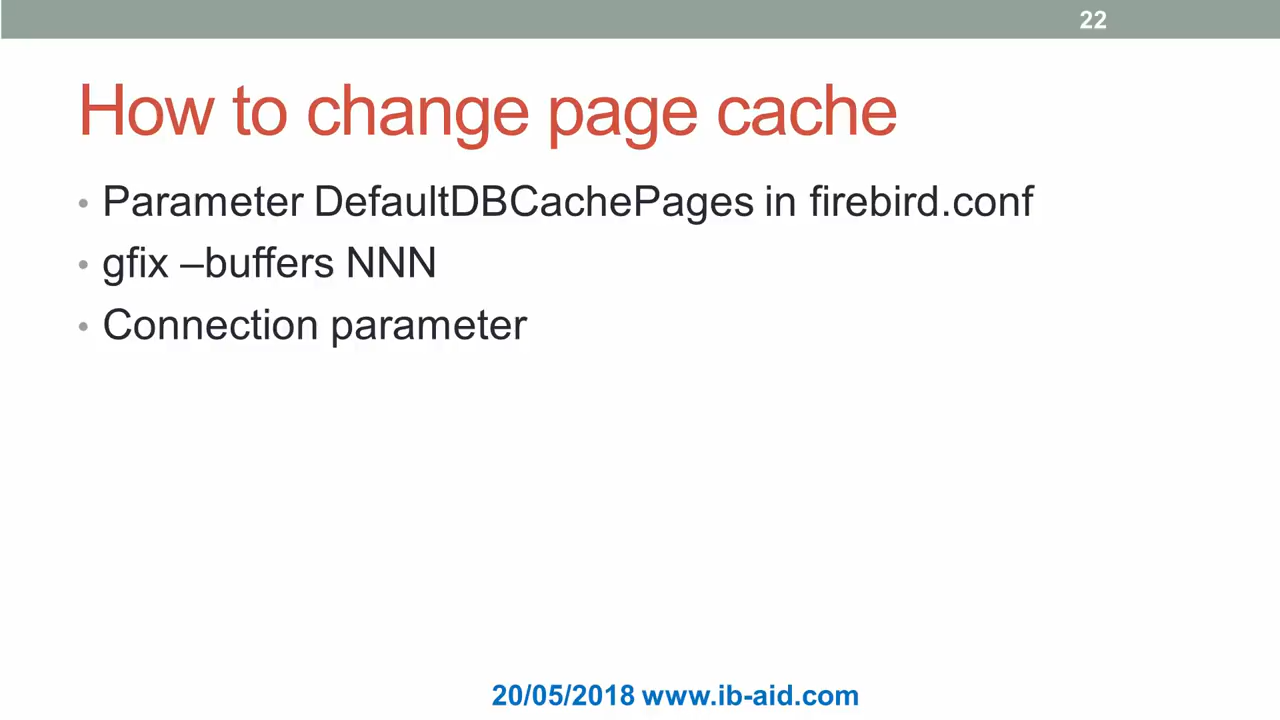 22
How to change page cache
• Parameter DefaultDBCachePages in firebird.conf
• gfix –buffers NNN
• Connection parameter
20/05/2018 www.ib-aid.com